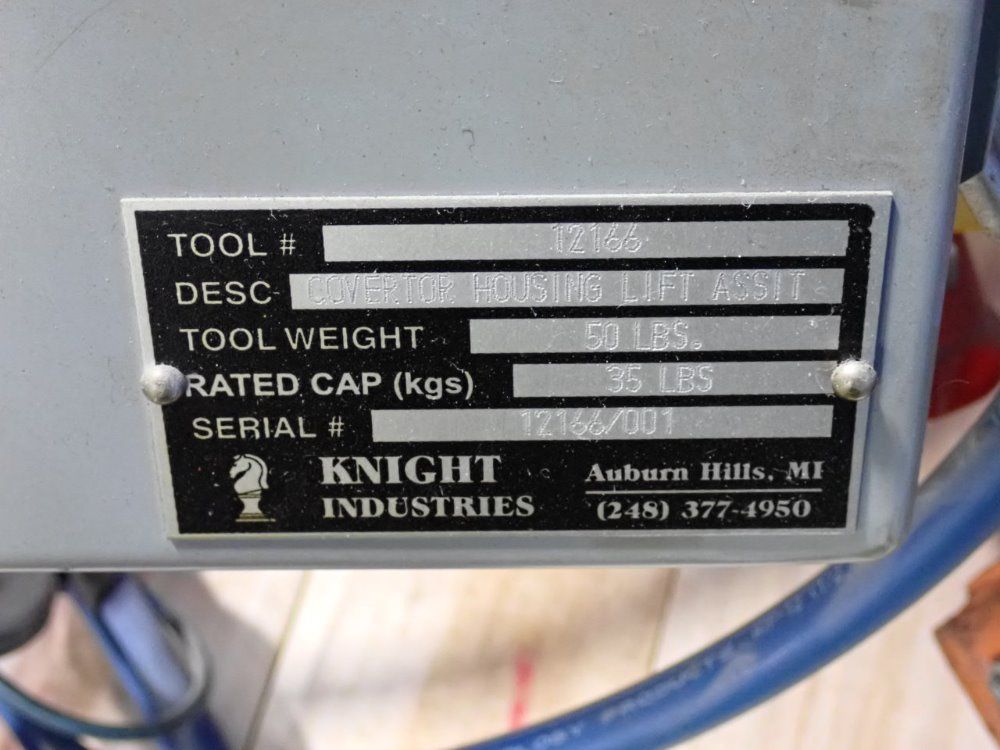 TOOL # 12166
DESC COVERTOR HOUSING LIFT ASSIT
TOOL WEIGHT 50 LBS.
RATED CAP (kgs) 35 LBS
SERIAL # 12166/001
KNIGHT
INDUSTRIES
Auburn Hills, MI
(248) 377-4950